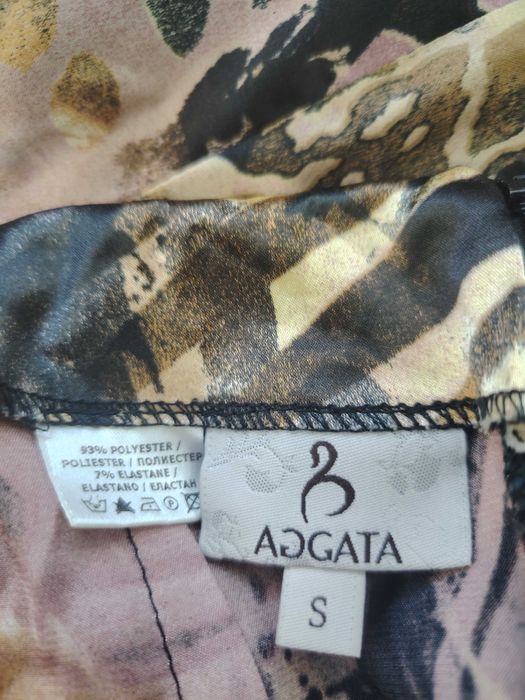 93% POLYESTER /
POLIESTER / ПОЛИЕСТЕР
7% ELASTANE /
ELASTANO / ЕЛАСТАН
AGGATA
S